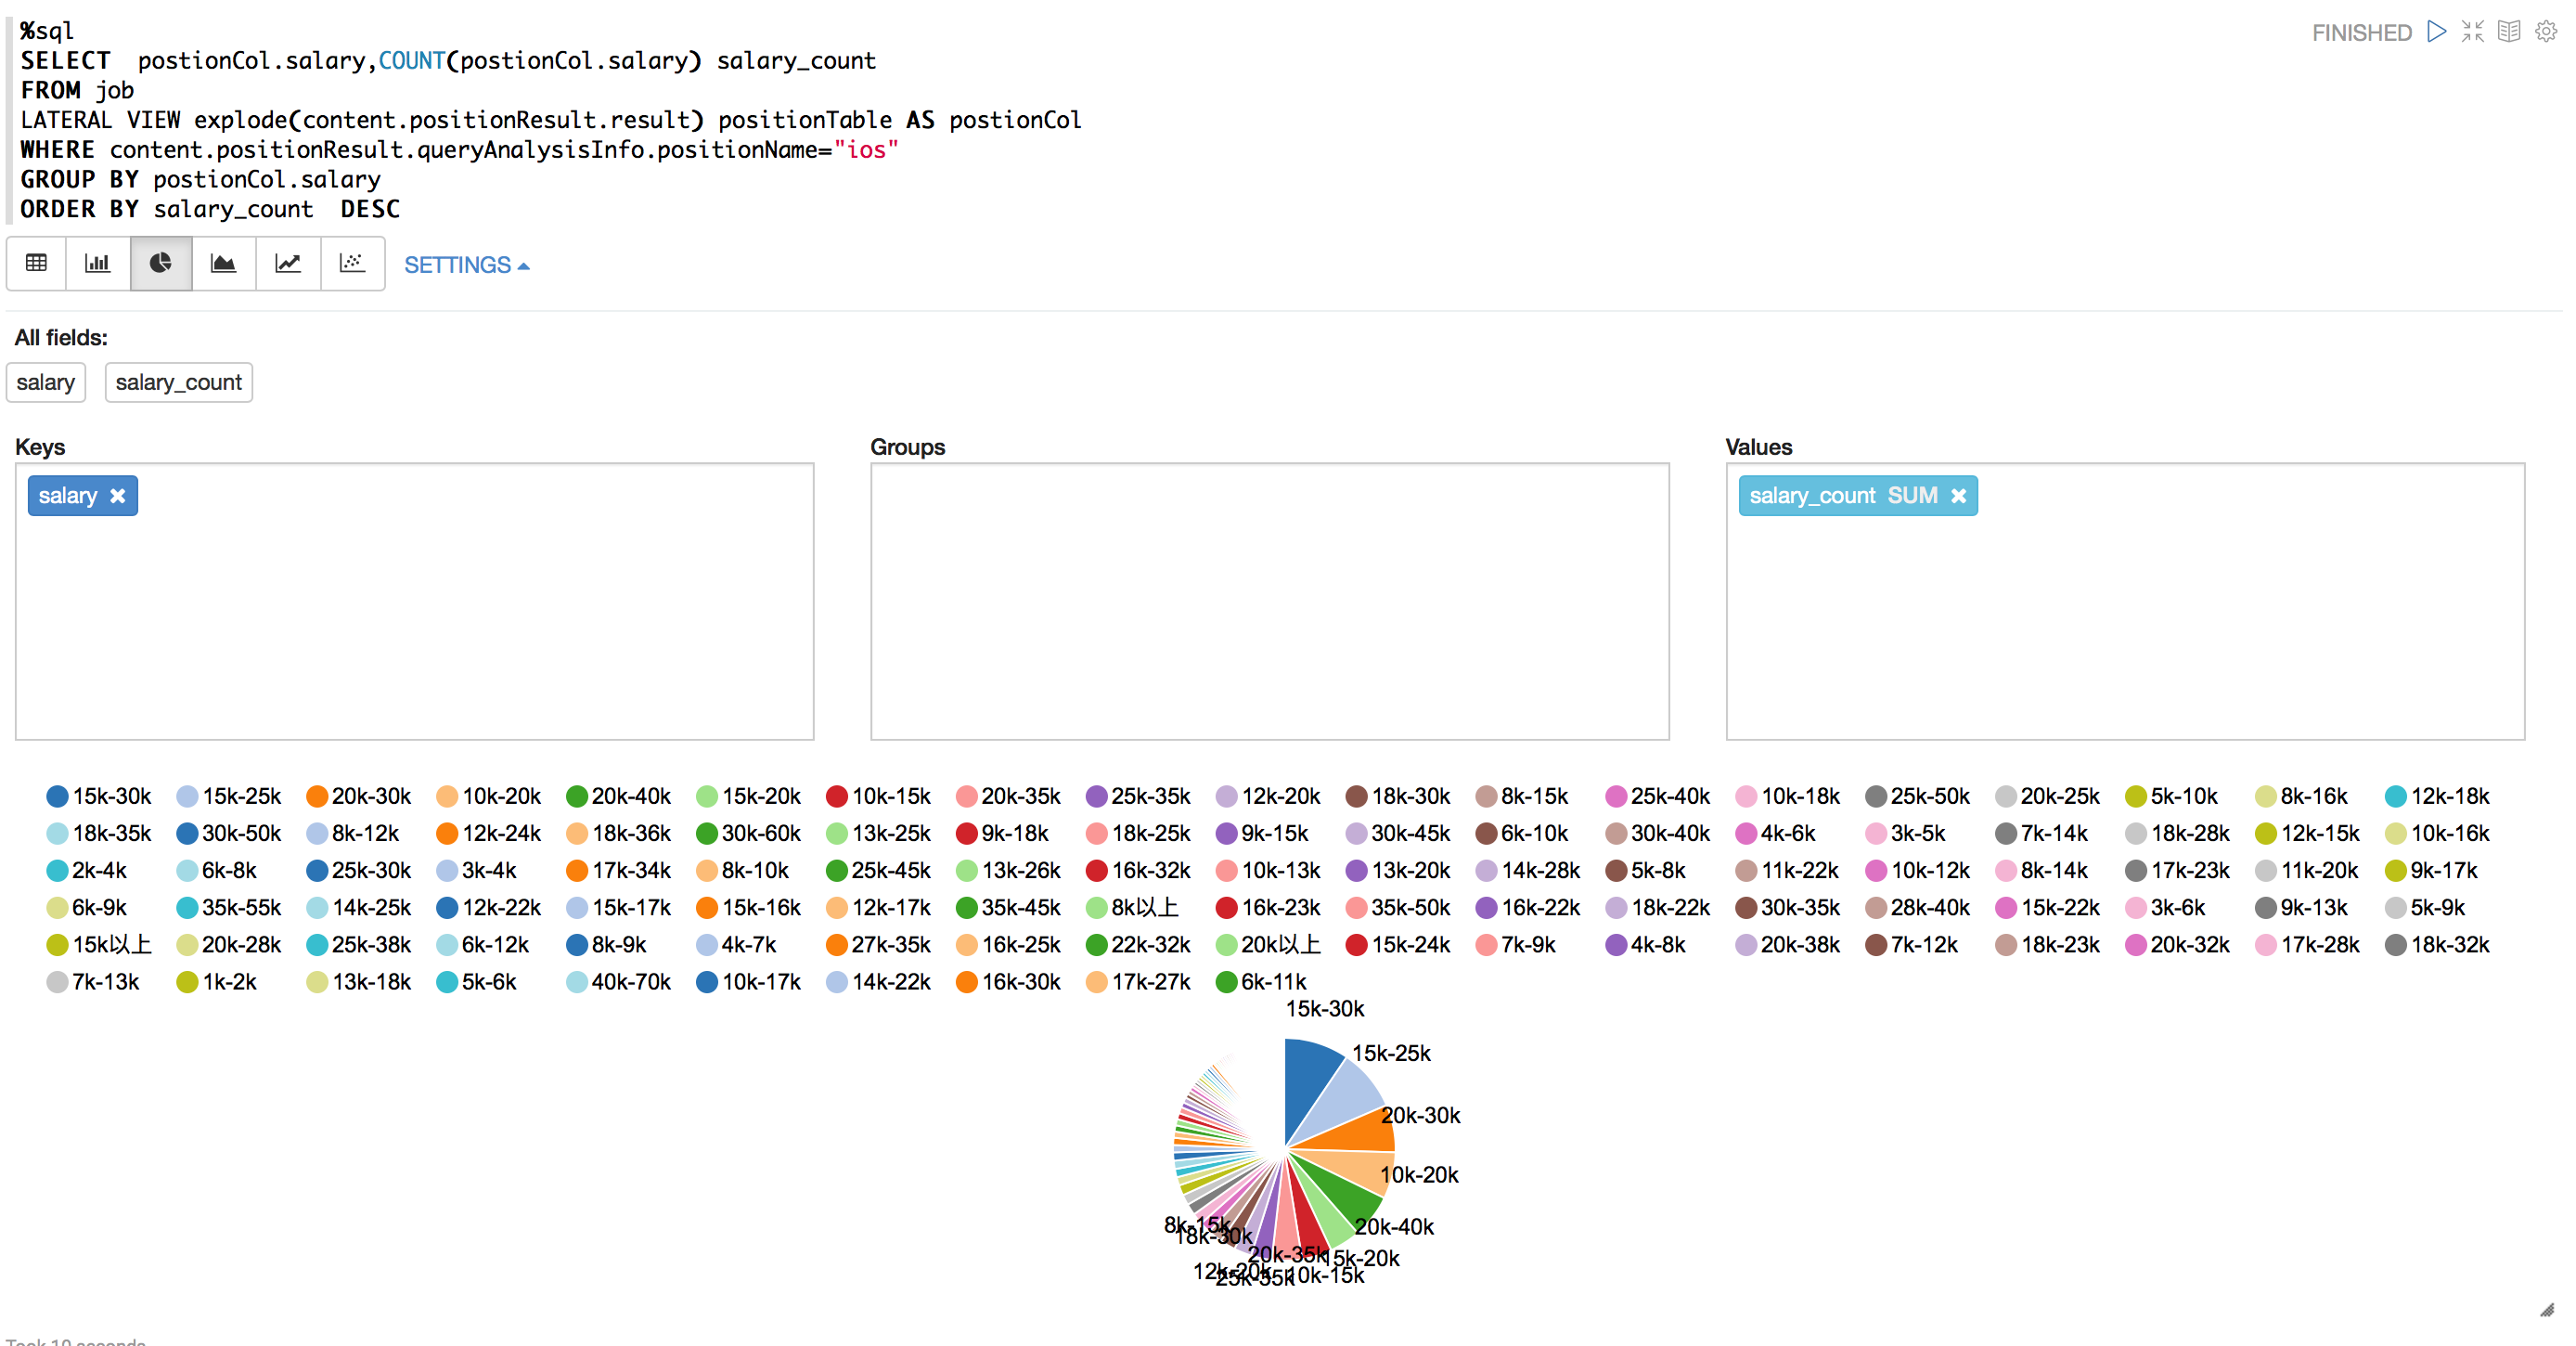 %sql
FINISHED
SELECT  postionCol.salary,COUNT(postionCol.salary) salary_count
FROM job
LATERAL VIEW explode(content.positionResult.result) positionTable AS postionCol
WHERE content.positionResult.queryAnalysisInfo.positionName="ios"
GROUP BY postionCol.salary
ORDER BY salary_count  DESC
SETTINGS
All fields:
salary salary_count
Keys Groups Values
salary salary_count SUM
15k-30k 15k-25k 20k-30k 10k-20k 20k-40k 15k-20k 10k-15k 20k-35k 25k-35k 12k-20k 18k-30k 8k-15k 25k-40k 10k-18k 25k-50k 20k-25k 5k-10k 8k-16k 12k-18k
18k-35k 30k-50k 8k-12k 12k-24k 18k-36k 30k-60k 13k-25k 9k-18k 18k-25k 9k-15k 30k-45k 6k-10k 30k-40k 4k-6k 3k-5k 7k-14k 18k-28k 12k-15k 10k-16k
2k-4k 6k-8k 25k-30k 3k-4k 17k-34k 8k-10k 25k-45k 13k-26k 16k-32k 10k-13k 13k-20k 14k-28k 5k-8k 11k-22k 10k-12k 8k-14k 17k-23k 11k-20k 9k-17k
6k-9k 35k-55k 14k-25k 12k-22k 15k-17k 15k-16k 12k-17k 35k-45k 8k以上 16k-23k 35k-50k 16k-22k 18k-22k 30k-35k 28k-40k 15k-22k 3k-6k 9k-13k 5k-9k
15k以上 20k-28k 25k-38k 6k-12k 8k-9k 4k-7k 27k-35k 16k-25k 22k-32k 20k以上 15k-24k 7k-9k 4k-8k 20k-38k 7k-12k 18k-23k 20k-32k 17k-28k 18k-32k
7k-13k 1k-2k 13k-18k 5k-6k 40k-70k 10k-17k 14k-22k 16k-30k 17k-27k 6k-11k
15k-30k
15k-25k
20k-30k
10k-20k
20k-40k
15k-20k
10k-15k
20k-35k
25k-35k
12k-20k
18k-30k
8k-15k
Took 10 seconds